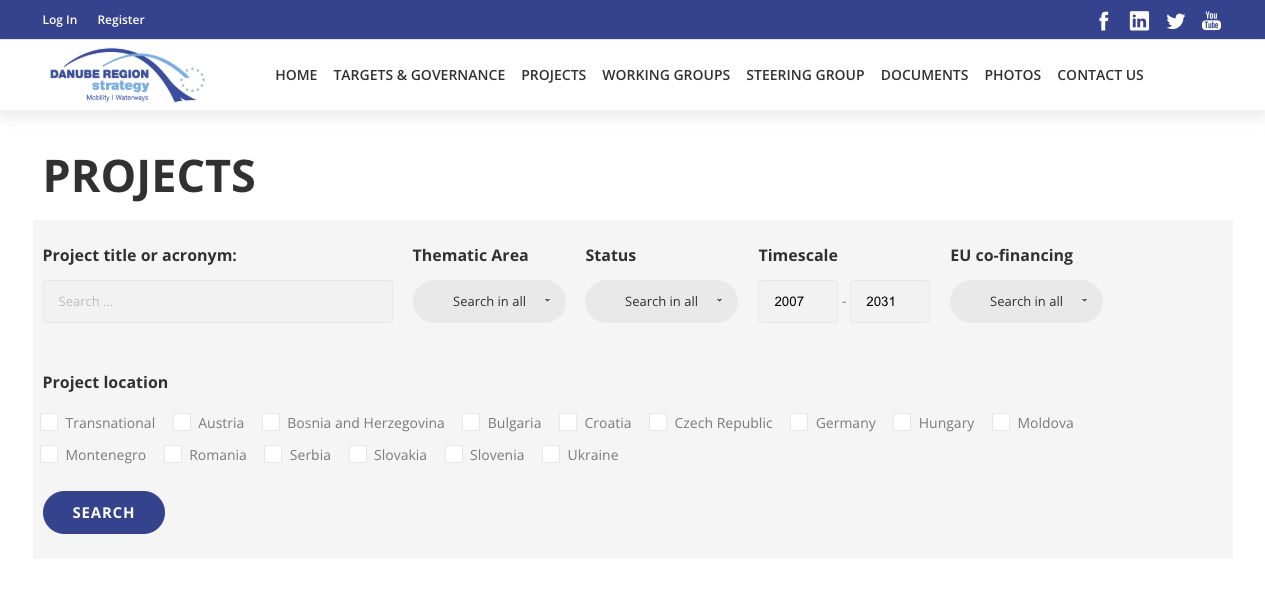 Log In Register
You Tube
DANUBE REGION
strategy
Mobility | Waterways
HOME TARGETS & GOVERNANCE PROJECTS WORKING GROUPS STEERING GROUP DOCUMENTS PHOTOS CONTACT US
PROJECTS
Project title or acronym: Thematic Area Status Timescale EU co-financing
Search ... Search in all Search in all 2007 - 2031 Search in all
Project location
Transnational Austria Bosnia and Herzegovina Bulgaria Croatia Czech Republic Germany Hungary Moldova
Montenegro Romania Serbia Slovakia Slovenia Ukraine
SEARCH